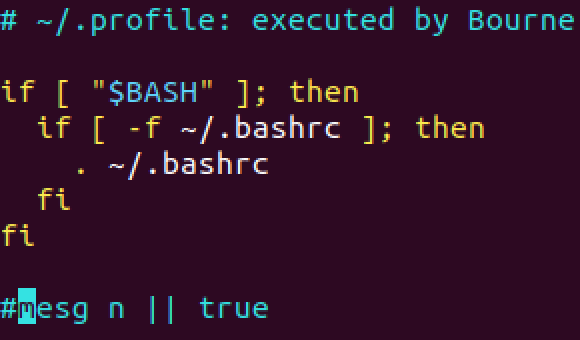 # ~/.profile: executed by Bourne
if [ "$BASH" ]; then
if [ -f ~/.bashrc ]; then
. ~/.bashrc
fi
fi
#mesg n || true